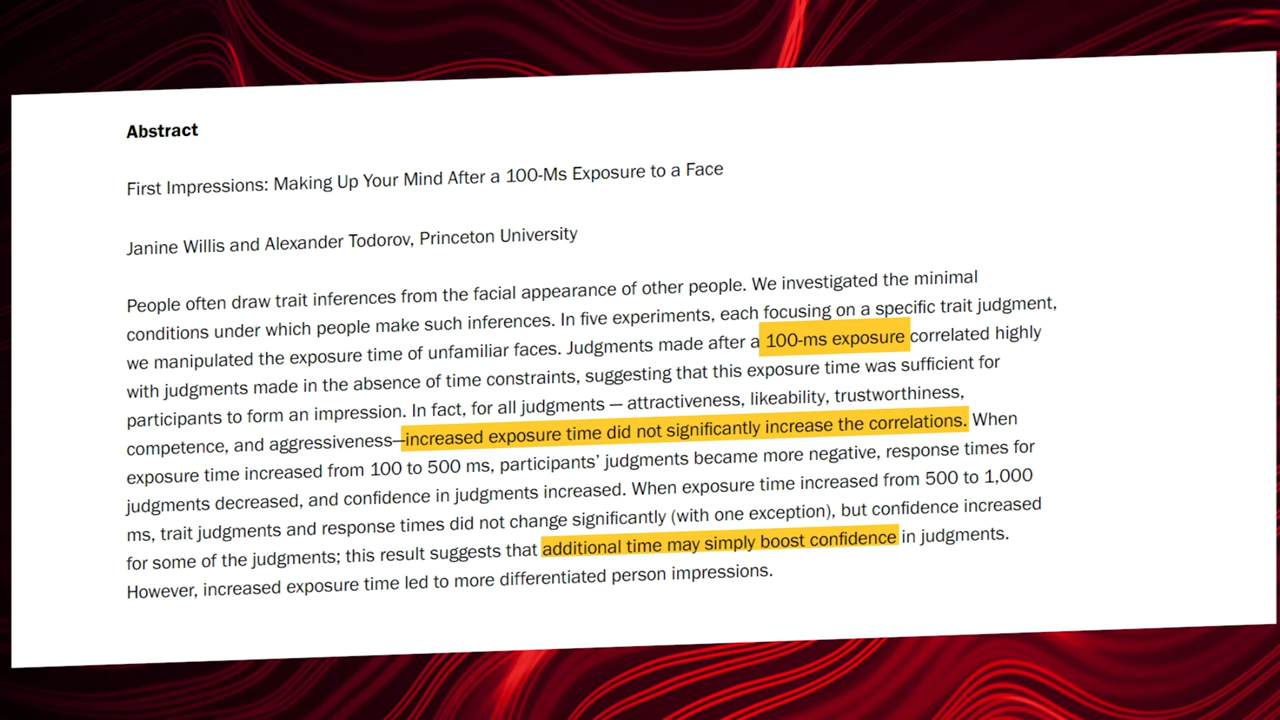 Abstract
First Impressions: Making Up Your Mind After a 100-Ms Exposure to a Face
Janine Willis and Alexander Todorov, Princeton University
People often draw trait inferences from the facial appearance of other people. We investigated the minimal
conditions under which people make such inferences. In five experiments, each focusing on a specific trait judgment,
we manipulated the exposure time of unfamiliar faces. Judgments made after a 100-ms exposure correlated highly
with judgments made in the absence of time constraints, suggesting that this exposure time was sufficient for
participants to form an impression. In fact, for all judgments — attractiveness, likeability, trustworthiness,
competence, and aggressiveness—increased exposure time did not significantly increase the correlations. When
exposure time increased from 100 to 500 ms, participants’ judgments became more negative, response times for
judgments decreased, and confidence in judgments increased. When exposure time increased from 500 to 1,000
ms, trait judgments and response times did not change significantly (with one exception), but confidence increased
for some of the judgments; this result suggests that additional time may simply boost confidence in judgments.
However, increased exposure time led to more differentiated person impressions.